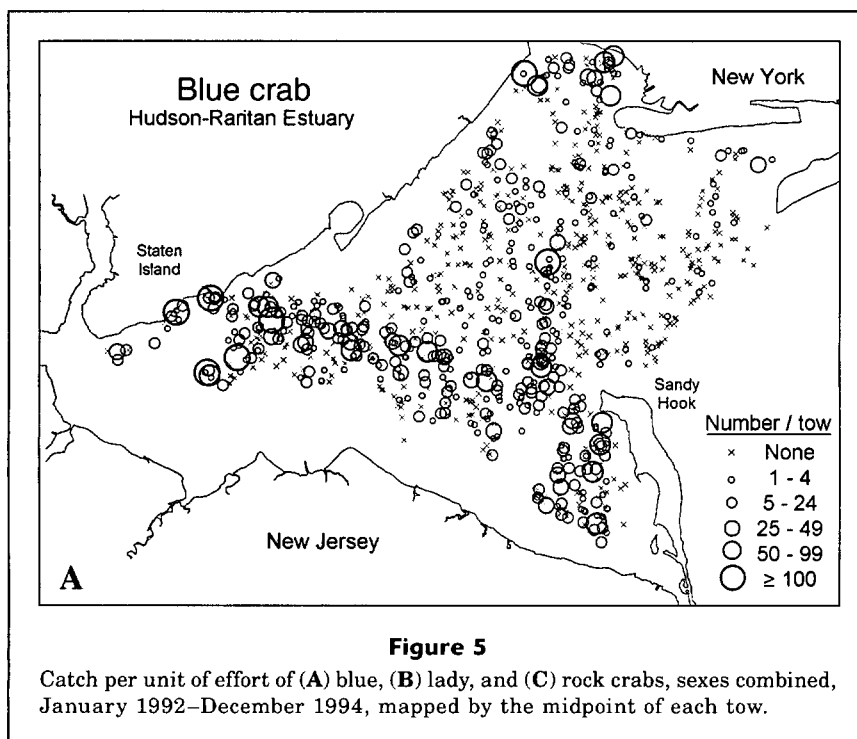 Blue crab
Hudson-Raritan Estuary
New York
Staten
Island
Sandy
Hook
New Jersey
Number / tow
None
1 - 4
5 - 24
25 - 49
50 - 99
≥ 100
A
Figure 5
Catch per unit of effort of (A) blue, (B) lady, and (C) rock crabs, sexes combined,
January 1992–December 1994, mapped by the midpoint of each tow.